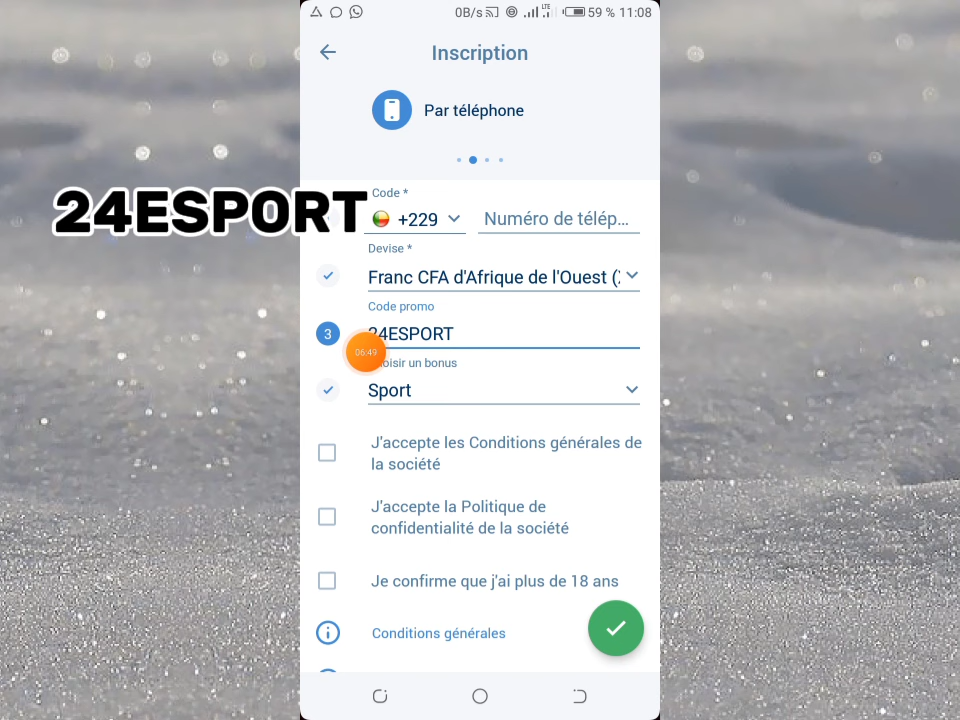 0B/s LTE 59 % 11:08
Inscription
Par téléphone
24ESPORT
Code *
+229 Numéro de télép...
Devise *
Franc CFA d'Afrique de l'Ouest (
Code promo
3 24ESPORT
06:49
oisir un bonus
Sport
J'accepte les Conditions générales de
la société
J'accepte la Politique de
confidentialité de la société
Je confirme que j'ai plus de 18 ans
Conditions générales